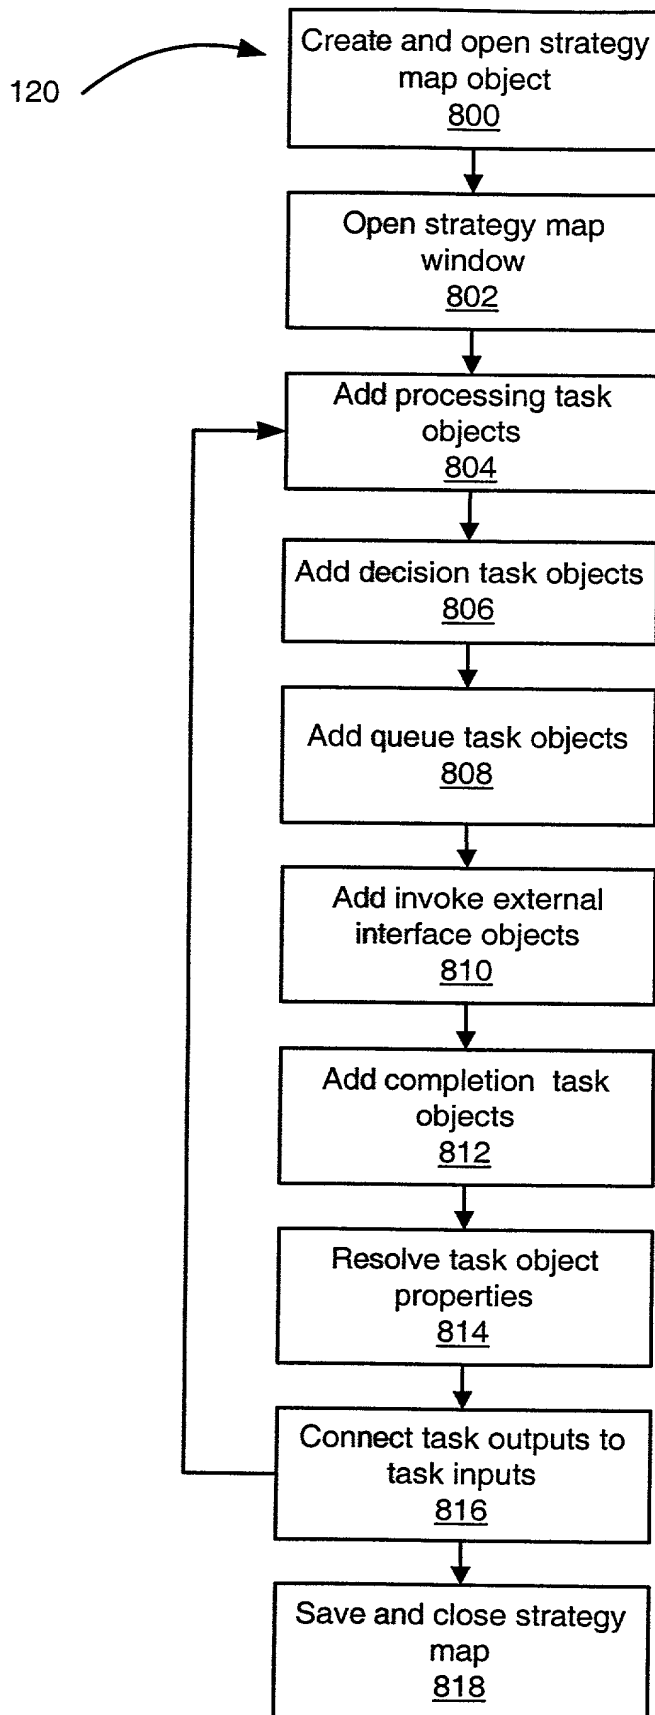 120
Create and open strategy
map object
800
Open strategy map
window
802
Add processing task
objects
804
Add decision task objects
806
Add queue task objects
808
Add invoke external
interface objects
810
Add completion task
objects
812
Resolve task object
properties
814
Connect task outputs to
task inputs
816
Save and close strategy
map
818